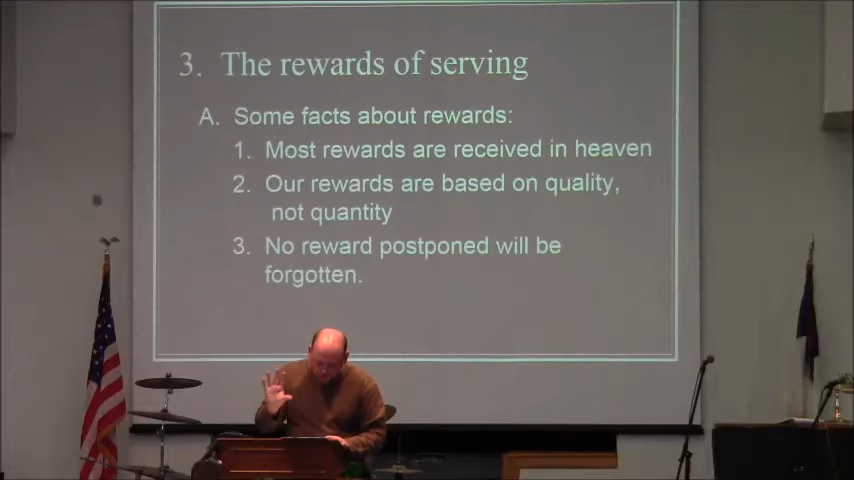 3. The rewards of serving
A. Some facts about rewards:
1. Most rewards are received in heaven
2. Our rewards are based on quality,
not quantity
3. No reward postponed will be
forgotten.